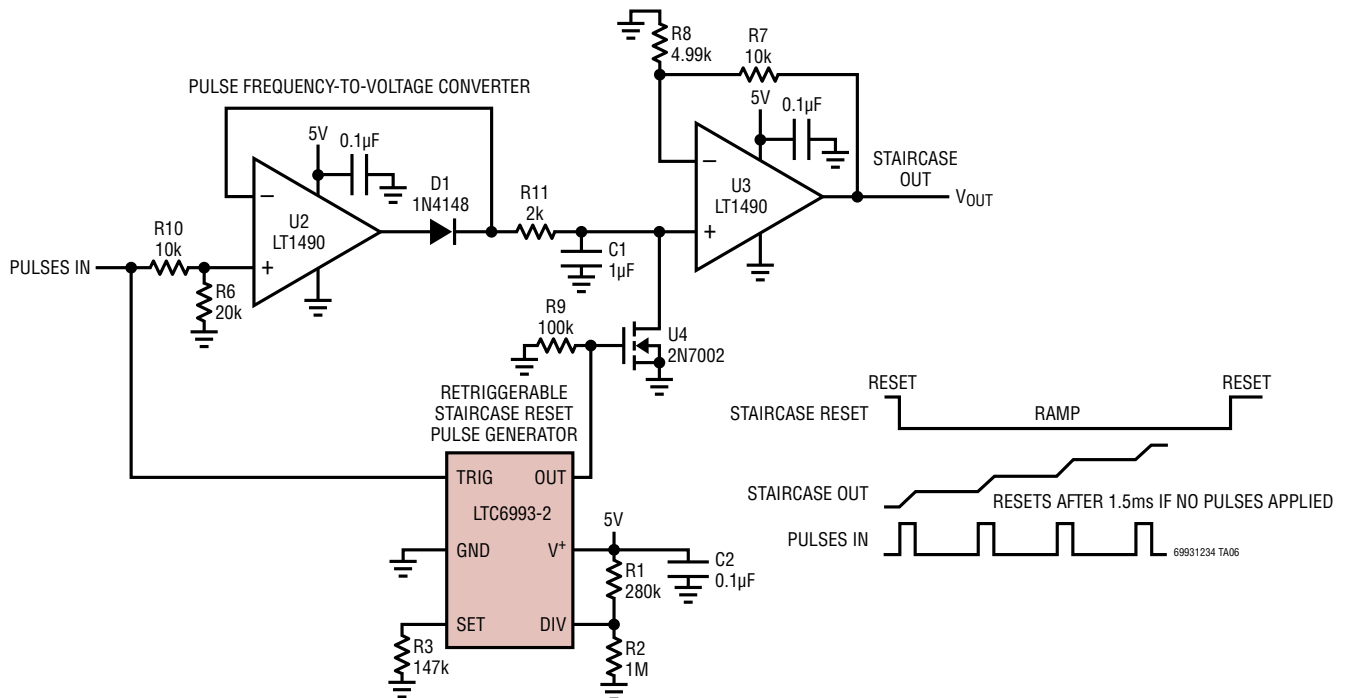 R8
4.99k
R7
10k
PULSE FREQUENCY-TO-VOLTAGE CONVERTER
5V
0.1µF
5V
0.1µF
STAIRCASE
OUT
–
U2
LT1490
+
D1
1N4148
R11
2k
–
U3
LT1490
+
VOUT
R10
10k
PULSES IN
R6
20k
C1
1µF
R9
100k
U4
2N7002
RETRIGGERABLE
STAIRCASE RESET
PULSE GENERATOR
TRIG
OUT
LTC6993-2
GND
V+
SET
DIV
5V
R1
280k
C2
0.1µF
R3
147k
R2
1M
RESET
RESET
STAIRCASE RESET
RAMP
STAIRCASE OUT
RESETS AFTER 1.5ms IF NO PULSES APPLIED
PULSES IN
69931234 TA06